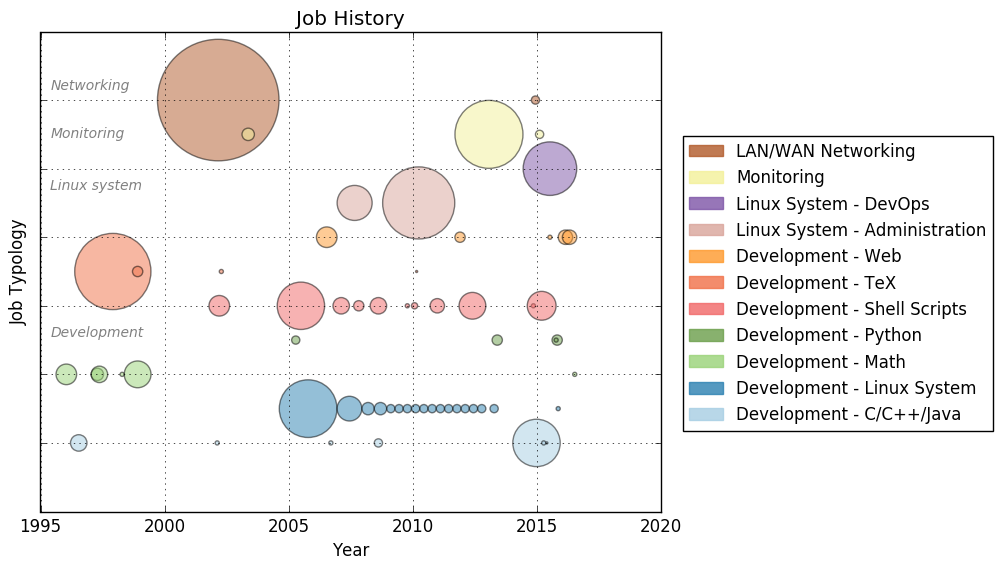 Job History
Networking
Monitoring
Linux system
Development
Job Typology
1995 2000 2005 2010 2015 2020
Year
LAN/WAN Networking
Monitoring
Linux System - DevOps
Linux System - Administration
Development - Web
Development - TeX
Development - Shell Scripts
Development - Python
Development - Math
Development - Linux System
Development - C/C++/Java